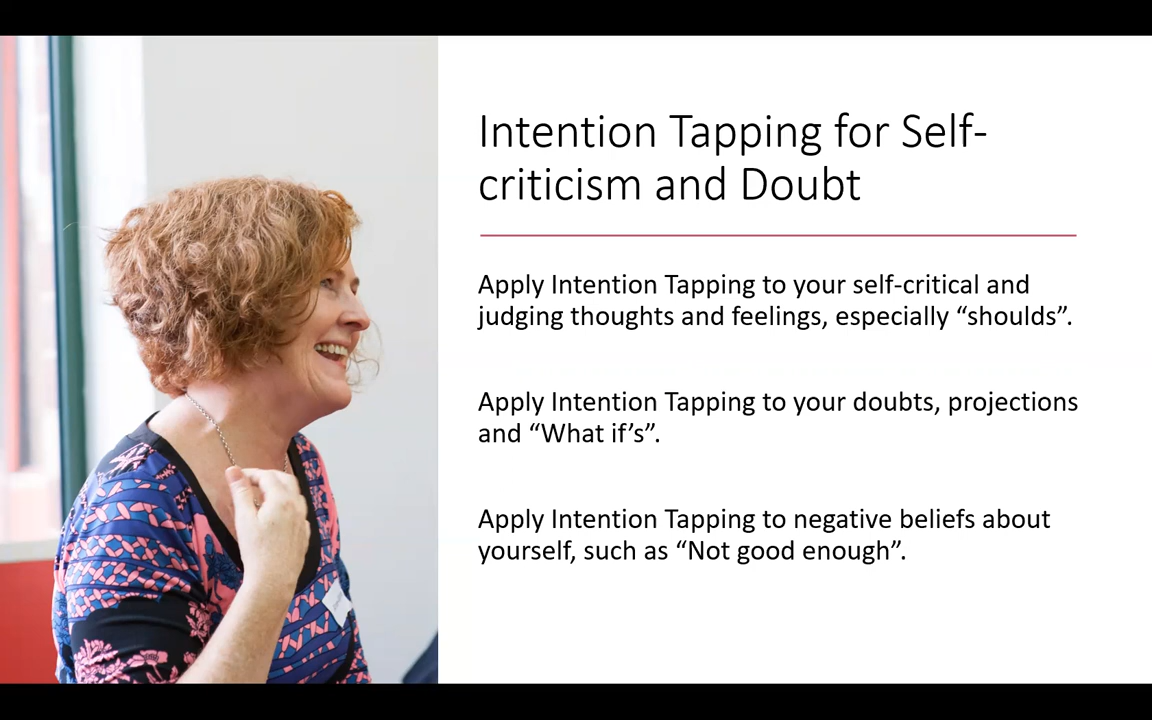 Intention Tapping for Self-
criticism and Doubt
Apply Intention Tapping to your self-critical and
judging thoughts and feelings, especially “shoulds”.
Apply Intention Tapping to your doubts, projections
and “What if’s”.
Apply Intention Tapping to negative beliefs about
yourself, such as “Not good enough”.